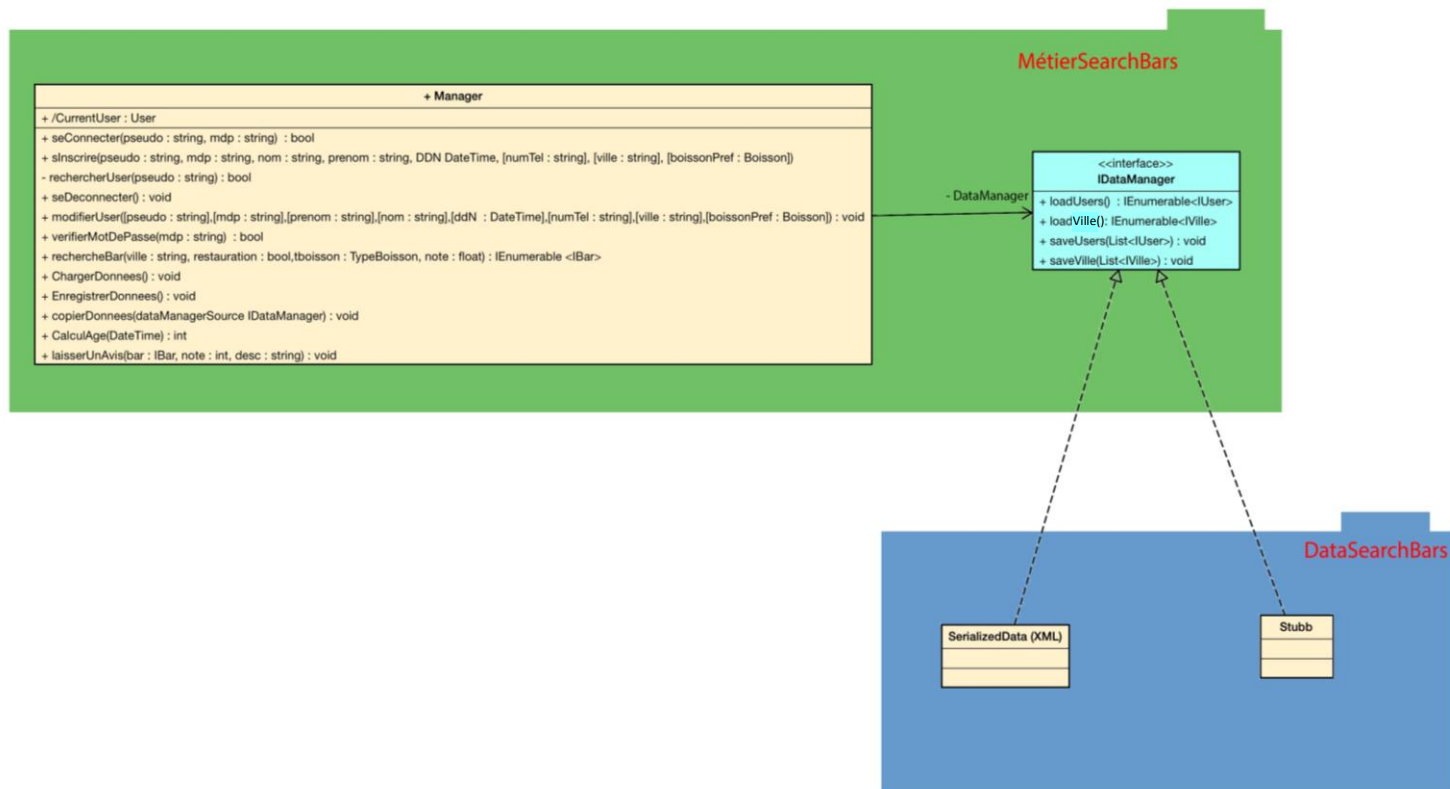 MétierSearchBars
+ Manager
+ /CurrentUser : User
+ seConnecter(pseudo : string, mdp : string) : bool
+ sInscrire(pseudo : string, mdp : string, nom : string, prenom : string, DDN DateTime, [numTel : string], [ville : string], [boissonPref : Boisson])
- rechercherUser(pseudo : string) : bool
+ seDeconnecter() : void
+ modifierUser([pseudo : string],[mdp : string],[prenom : string],[nom : string],[ddN : DateTime],[numTel : string],[ville : string],[boissonPref : Boisson]) : void
+ verifierMotDePasse(mdp : string) : bool
+ rechercheBar(ville : string, restauration : bool,tboisson : TypeBoisson, note : float) : IEnumerable <IBar>
+ ChargerDonnees() : void
+ EnregistrerDonnees() : void
+ copierDonnees(dataManagerSource IDataManager) : void
+ CalculAge(DateTime) : int
+ laisserUnAvis(bar : IBar, note : int, desc : string) : void
- DataManager
<<interface>>
IDataManager
+ loadUsers() : IEnumerable<IUser>
+ loadVille(): IEnumerable<IVille>
+ saveUsers(List<IUser>) : void
+ saveVille(List<IVille>) : void
DataSearchBars
SerializedData (XML)
Stubb